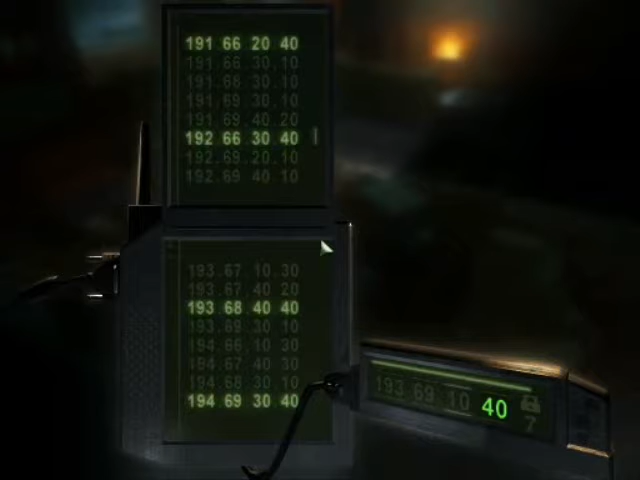 191 66 20 40
191.66.30.10
191.66.30.10
191.69.30.10
191.69.40.20
192 66 30 40
192.69.20.10
192.69.40.10
193.67.10.30
193.67.40.20
193 68 40 40
193.69.30.10
194.66.10.30
194.67.40.30
194.68.30.10
194 69 30 40
193 69 10 40
7